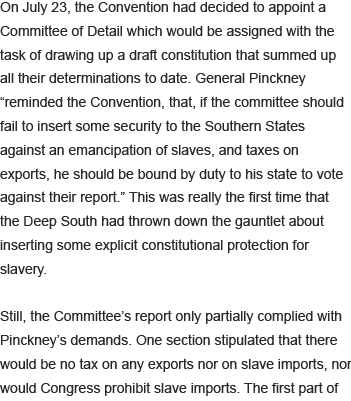 On July 23, the Convention had decided to appoint a
Committee of Detail which would be assigned with the
task of drawing up a draft constitution that summed up
all their determinations to date. General Pinckney
“reminded the Convention, that, if the committee should
fail to insert some security to the Southern States
against an emancipation of slaves, and taxes on
exports, he should be bound by duty to his state to vote
against their report.” This was really the first time that
the Deep South had thrown down the gauntlet about
inserting some explicit constitutional protection for
slavery.
Still, the Committee’s report only partially complied with
Pinckney’s demands. One section stipulated that there
would be no tax on any exports nor on slave imports, nor
would Congress prohibit slave imports. The first part of